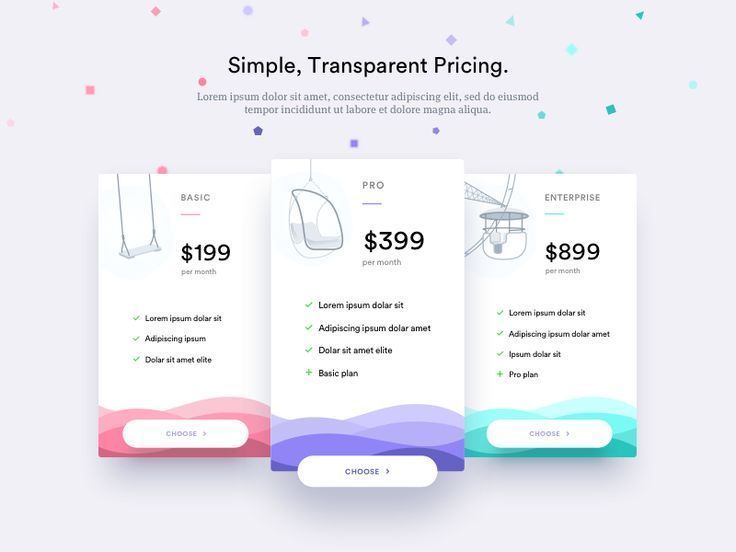 Simple, Transparent Pricing.
Lorem ipsum dolor sit amet, consectetur adipiscing elit, sed do eiusmod
tempor incididunt ut labore et dolore magna aliqua.
BASIC
$199
per month
Lorem ipsum dolar sit
Adipiscing ipsum
Dolar sit amet elite
CHOOSE
PRO
$399
per month
Lorem ipsum dolar sit
Adipiscing ipsum dolar amet
Dolar sit amet elite
Basic plan
CHOOSE
ENTERPRISE
$899
per month
Lorem ipsum dolar sit
Adipiscing ipsum dolar amet
Ipsum dolar sit
Pro plan
CHOOSE